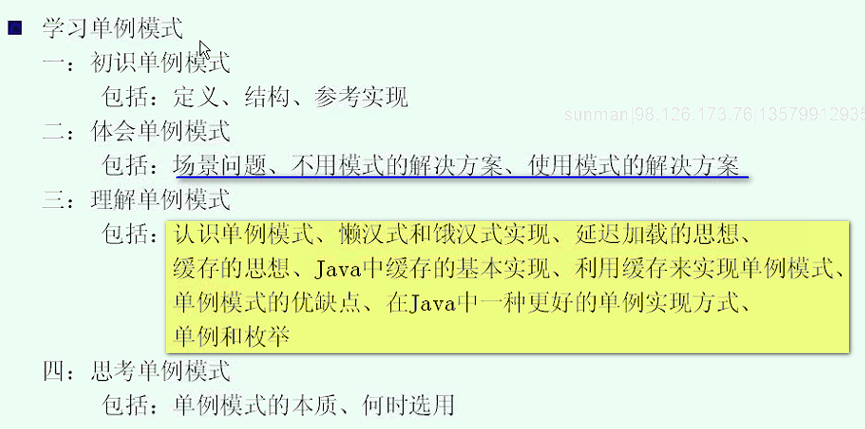 学习单例模式
一：初识单例模式
包括：定义、结构、参考实现
sunman|98.126.173.76 13579912935
二：体会单例模式
包括：场景问题、不用模式的解决方案、使用模式的解决方案
三：理解单例模式
包括：认识单例模式、懒汉式和饿汉式实现、延迟加载的思想、
缓存的思想、Java中缓存的基本实现、利用缓存来实现单例模式、
单例模式的优缺点、在Java中一种更好的单例实现方式、
单例和枚举
四：思考单例模式
包括：单例模式的本质、何时选用